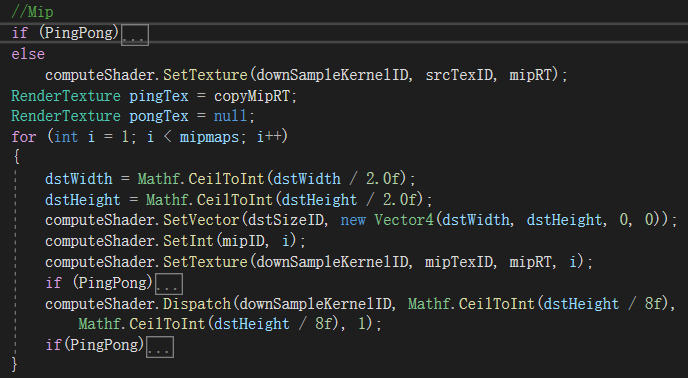 //Mip
if (PingPong)...
else
computeShader.SetTexture(downSampleKernelID, srcTexID, mipRT);
RenderTexture pingTex = copyMipRT;
RenderTexture pongTex = null;
for (int i = 1; i < mipmaps; i++)
{
dstWidth = Mathf.CeilToInt(dstWidth / 2.0f);
dstHeight = Mathf.CeilToInt(dstHeight / 2.0f);
computeShader.SetVector(dstSizeID, new Vector4(dstWidth, dstHeight, 0, 0));
computeShader.SetInt(mipID, i);
computeShader.SetTexture(downSampleKernelID, mipTexID, mipRT, i);
if (PingPong)...
computeShader.Dispatch(downSampleKernelID, Mathf.CeilToInt(dstHeight / 8f),
Mathf.CeilToInt(dstHeight / 8f), 1);
if(PingPong)...
}